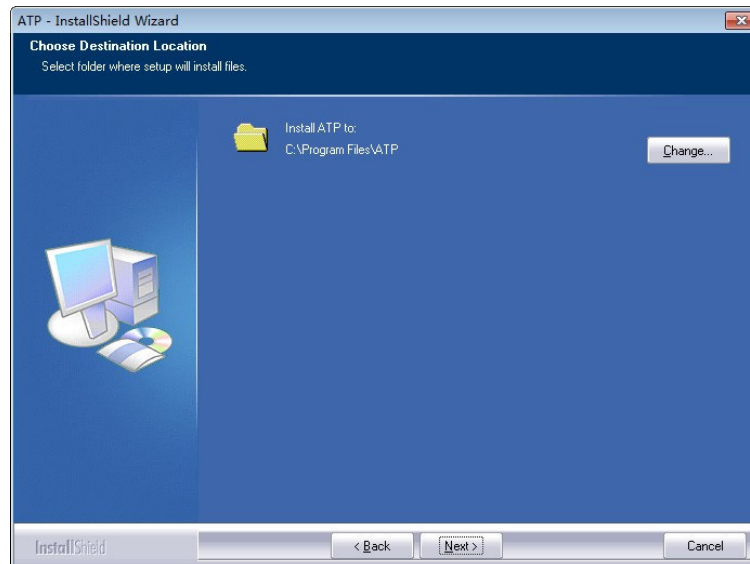 ATP - InstallShield Wizard
Choose Destination Location
Select folder where setup will install files.
Install ATP to:
C:\Program Files\ATP
Change...
InstallShield
< Back
Next >
Cancel